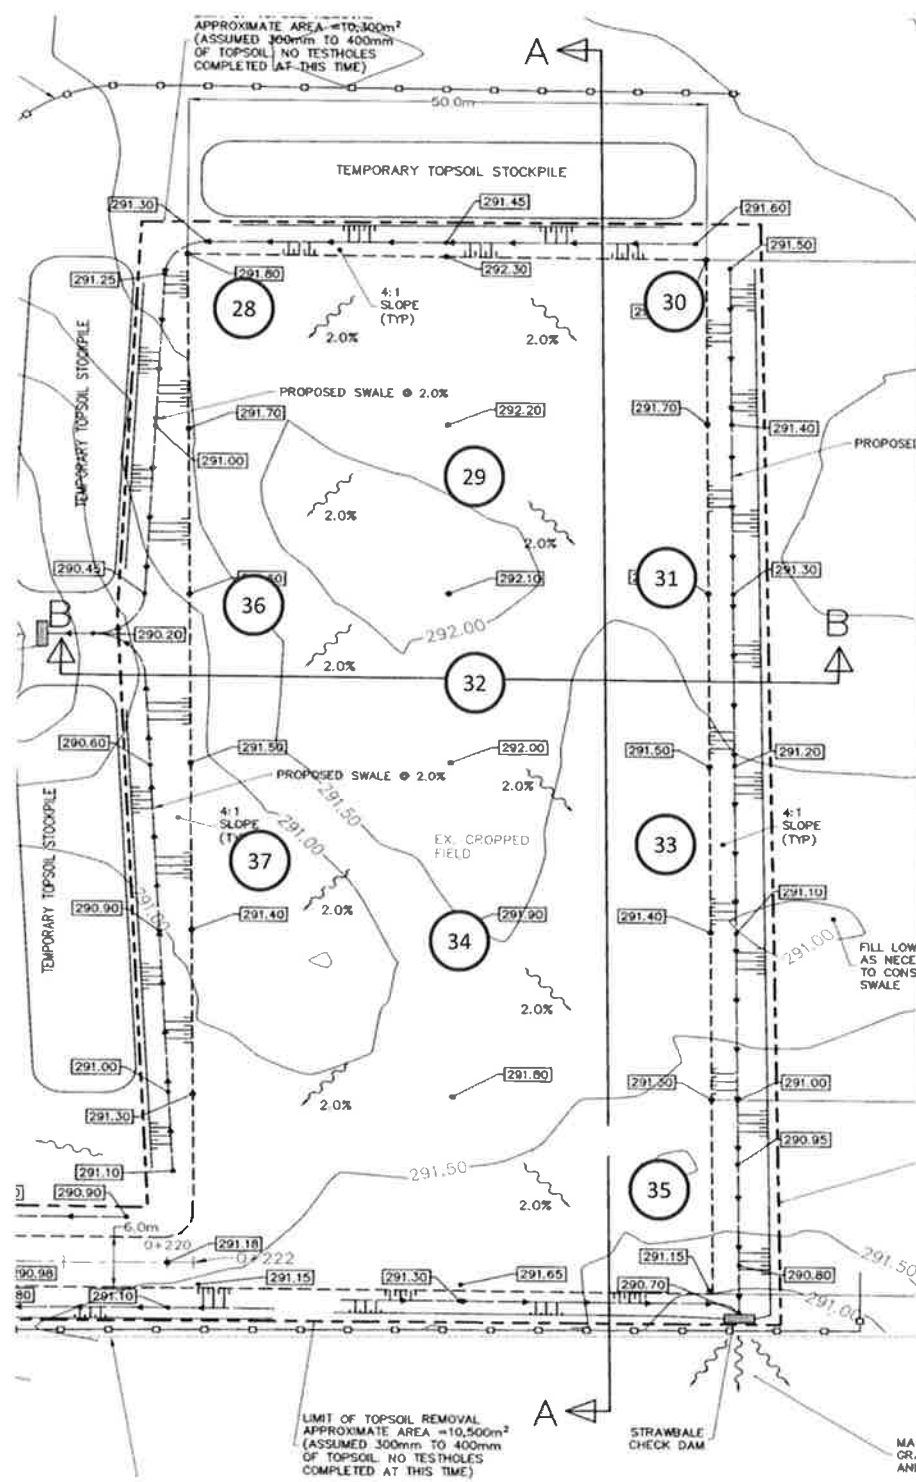 APPROXIMATE AREA =10,300m²
(ASSUMED 300mm TO 400mm
OF TOPSOIL. NO TESTHOLES
COMPLETED AT THIS TIME)
A
50.0m
TEMPORARY TOPSOIL STOCKPILE
291.30
291.45
291.60
291.50
291.25
291.80
292.30
28
30
4:1
SLOPE
(TYP)
2.0%
2.0%
TEMPORARY TOPSOIL STOCKPILE
PROPOSED SWALE @ 2.0%
291.70
292.20
291.70
291.40
PROPOSED
291.00
29
2.0%
2.0%
290.45
36
292.10
31
291.30
B
290.20
292.00
B
2.0%
32
290.60
291.50
292.00
291.50
291.20
PROPOSED SWALE @ 2.0%
2.0%
291.50
TEMPORARY TOPSOIL STOCKPILE
4:1
SLOPE
291.00
EX. CROPPED
FIELD
33
4:1
SLOPE
(TYP)
37
291.00
2.0%
291.10
290.90
291.40
34
291.90
291.40
291.00
FILL LOW
AS NECE
TO CONS
SWALE
2.0%
291.00
291.80
291.00
291.30
2.0%
290.95
291.10
291.50
2.0%
35
290.90
6.0m
0+220
291.18
0+222
291.15
291.50
290.98
291.15
291.30
291.65
290.70
290.80
80
291.10
291.00
A
LIMIT OF TOPSOIL REMOVAL
APPROXIMATE AREA =10,500m²
(ASSUMED 300mm TO 400mm
OF TOPSOIL. NO TESTHOLES
COMPLETED AT THIS TIME)
STRAWBALE
CHECK DAM
MA
GR
AN